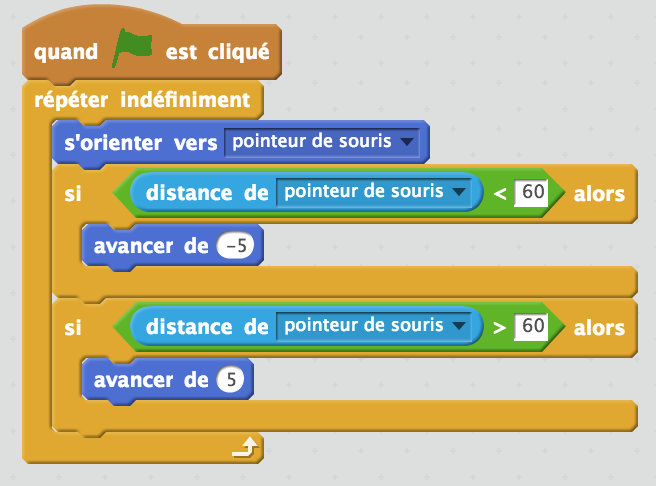 quand est cliqué
répéter indéfiniment
s'orienter vers pointeur de souris
si distance de pointeur de souris < 60 alors
avancer de -5
si distance de pointeur de souris > 60 alors
avancer de 5